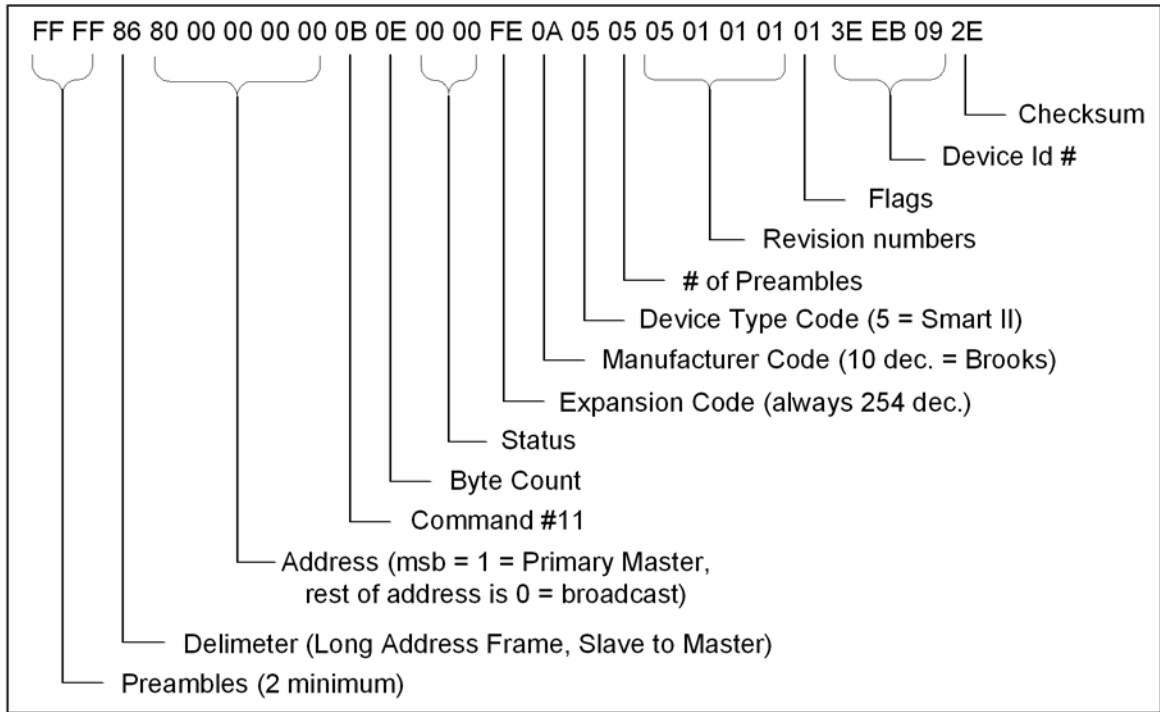 FF FF 86 80 00 00 00 00 0B 0E 00 00 FE 0A 05 05 05 01 01 01 01 3E EB 09 2E
Checksum
Device Id #
Flags
Revision numbers
# of Preambles
Device Type Code (5 = Smart II)
Manufacturer Code (10 dec. = Brooks)
Expansion Code (always 254 dec.)
Status
Byte Count
Command #11
Address (msb = 1 = Primary Master,
rest of address is 0 = broadcast)
Delimeter (Long Address Frame, Slave to Master)
Preambles (2 minimum)